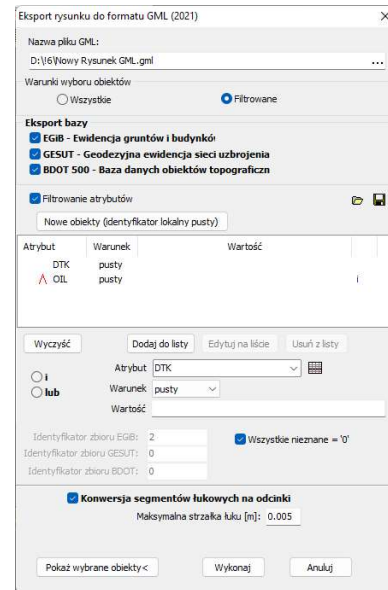 Eksport rysunku do formatu GML (2021)
Nazwa pliku GML:
D:\!6\Nowy Rysunek GML.gml ...
Warunki wyboru obiektów
Wszystkie Filtrowane
Eksport bazy
EGiB - Ewidencja gruntów i budynków
GESUT - Geodezyjna ewidencja sieci uzbrojenia
BDOT 500 - Baza danych obiektów topograficzn
Filtrowanie atrybutów
Nowe obiekty (identyfikator lokalny pusty)
Atrybut Warunek Wartość
DTK pusty
OIL pusty i
Wyczyść Dodaj do listy Edytuj na liście Usuń z listy
i Atrybut DTK
lub Warunek pusty
Wartość
Identyfikator zbioru EGiB: 2 Wszystkie nieznane = '0'
Identyfikator zbioru GESUT: 0
Identyfikator zbioru BDOT: 0
Konwersja segmentów łukowych na odcinki
Maksymalna strzałka łuku [m]: 0.005
Pokaż wybrane obiekty< Wykonaj Anuluj